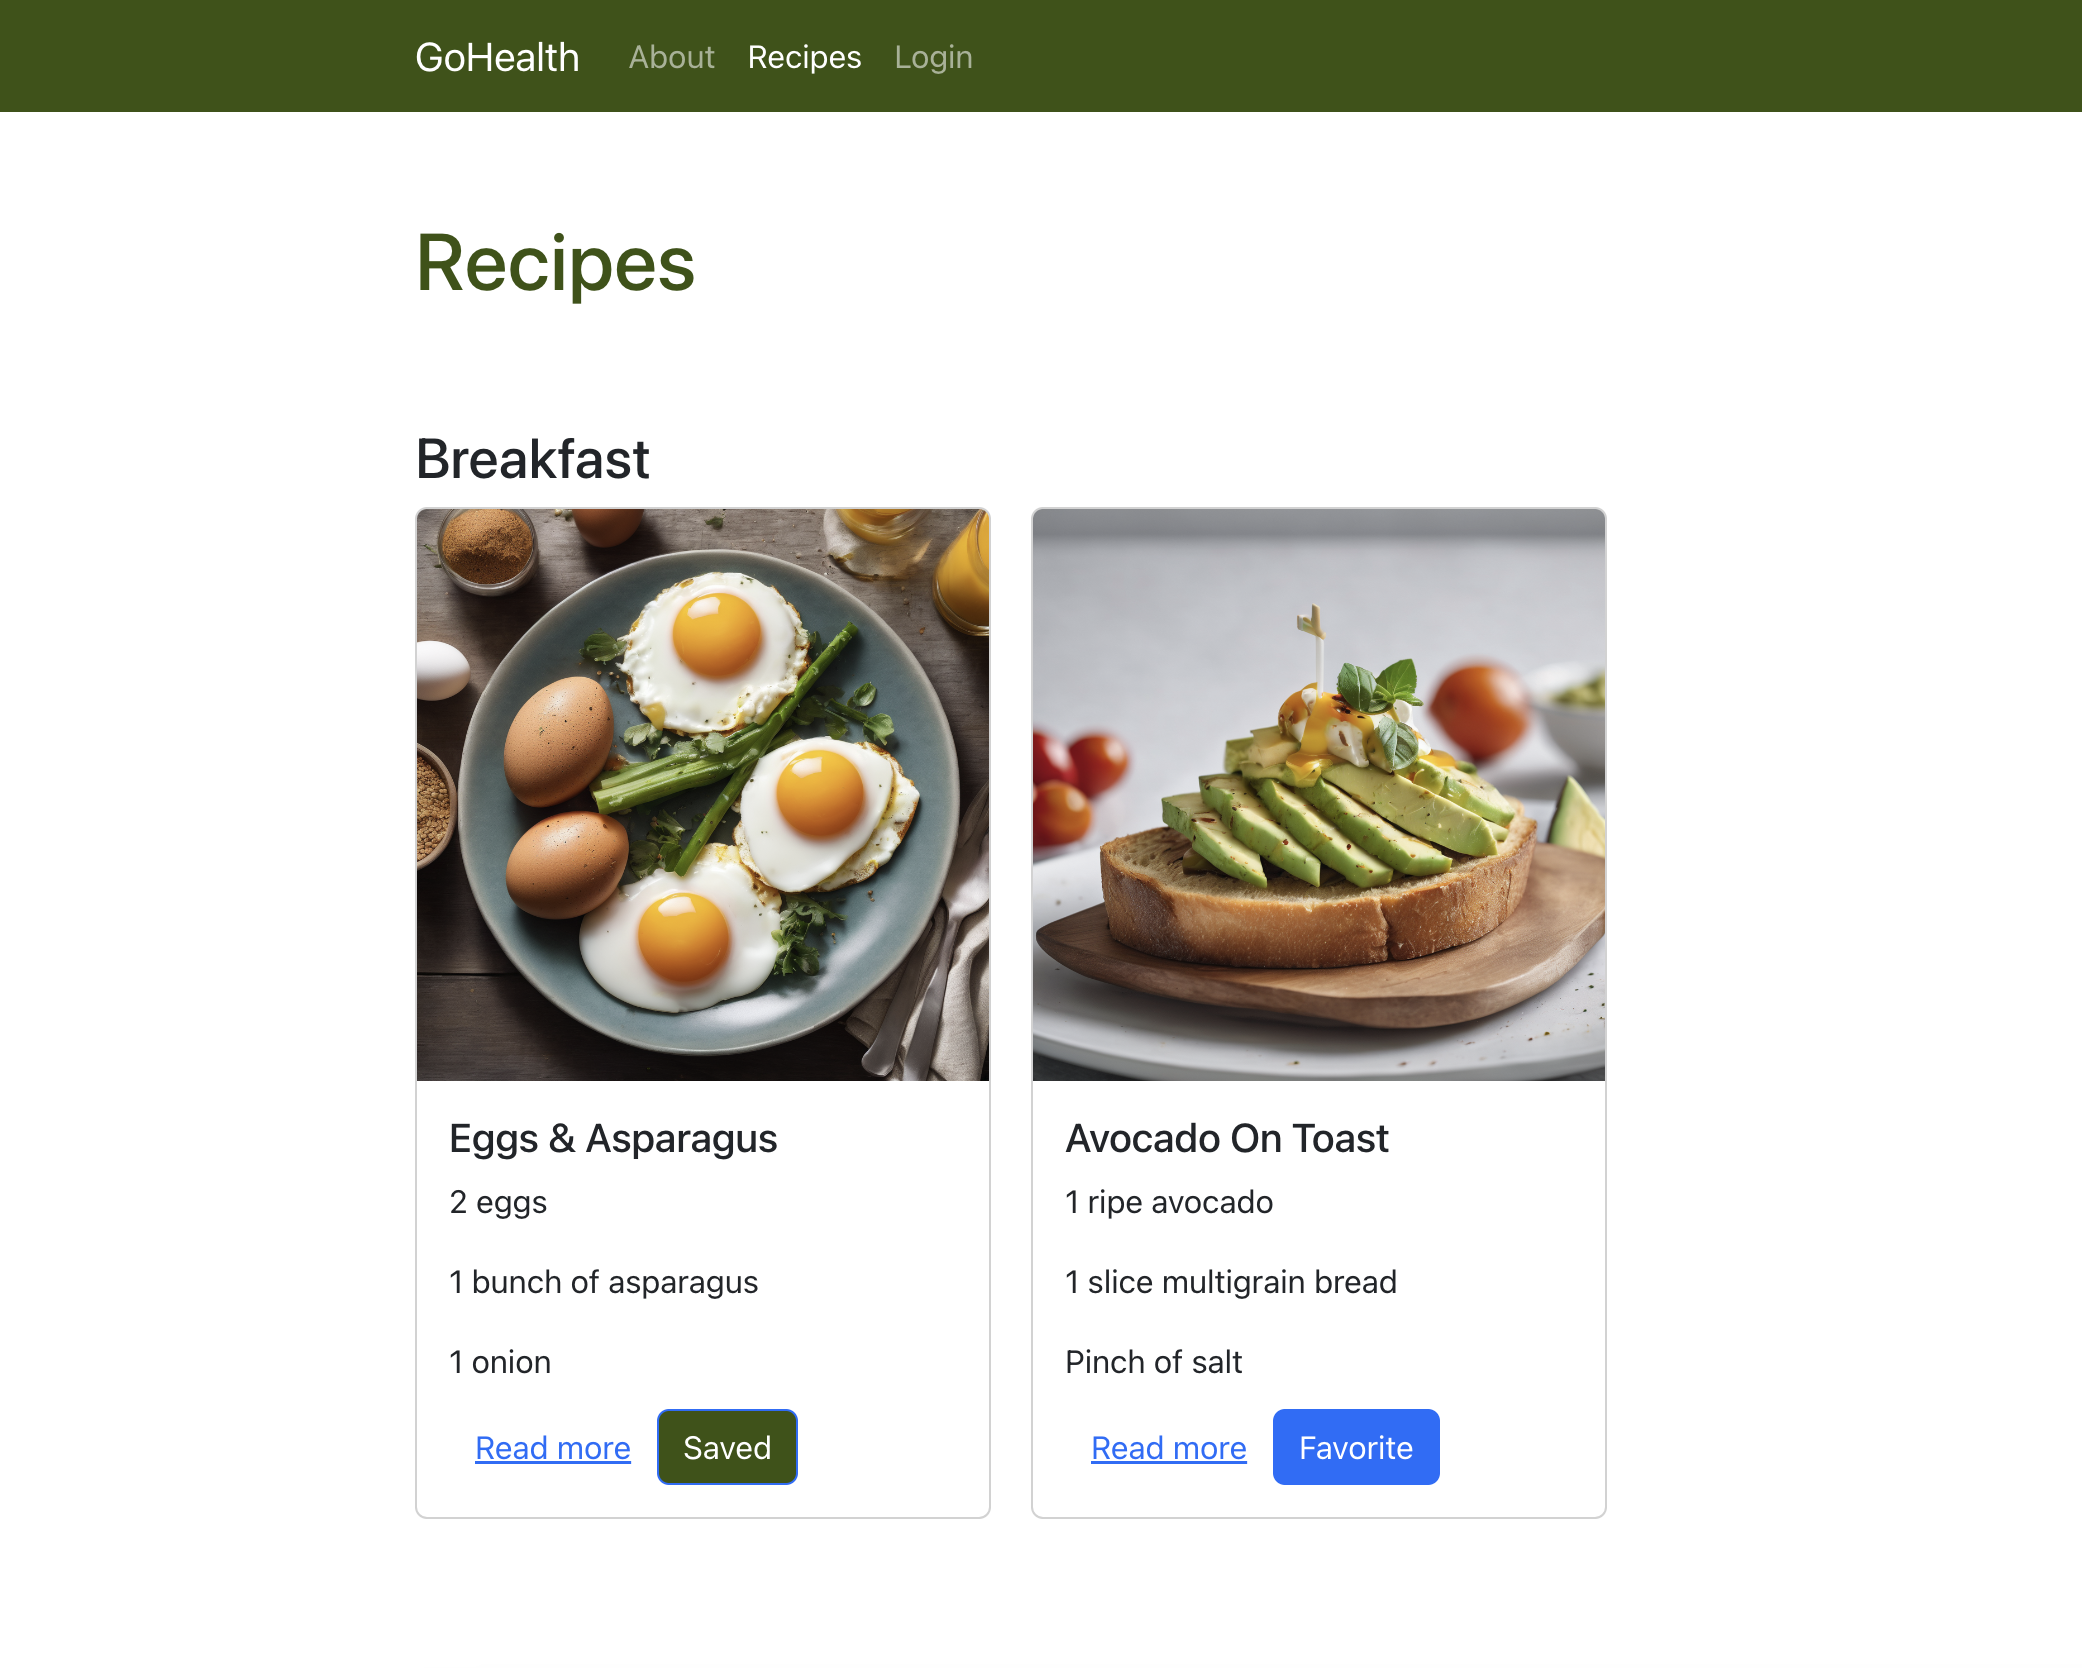 GoHealth About Recipes Login
Recipes
Breakfast
Eggs & Asparagus
2 eggs
1 bunch of asparagus
1 onion
Read more Saved
Avocado On Toast
1 ripe avocado
1 slice multigrain bread
Pinch of salt
Read more Favorite